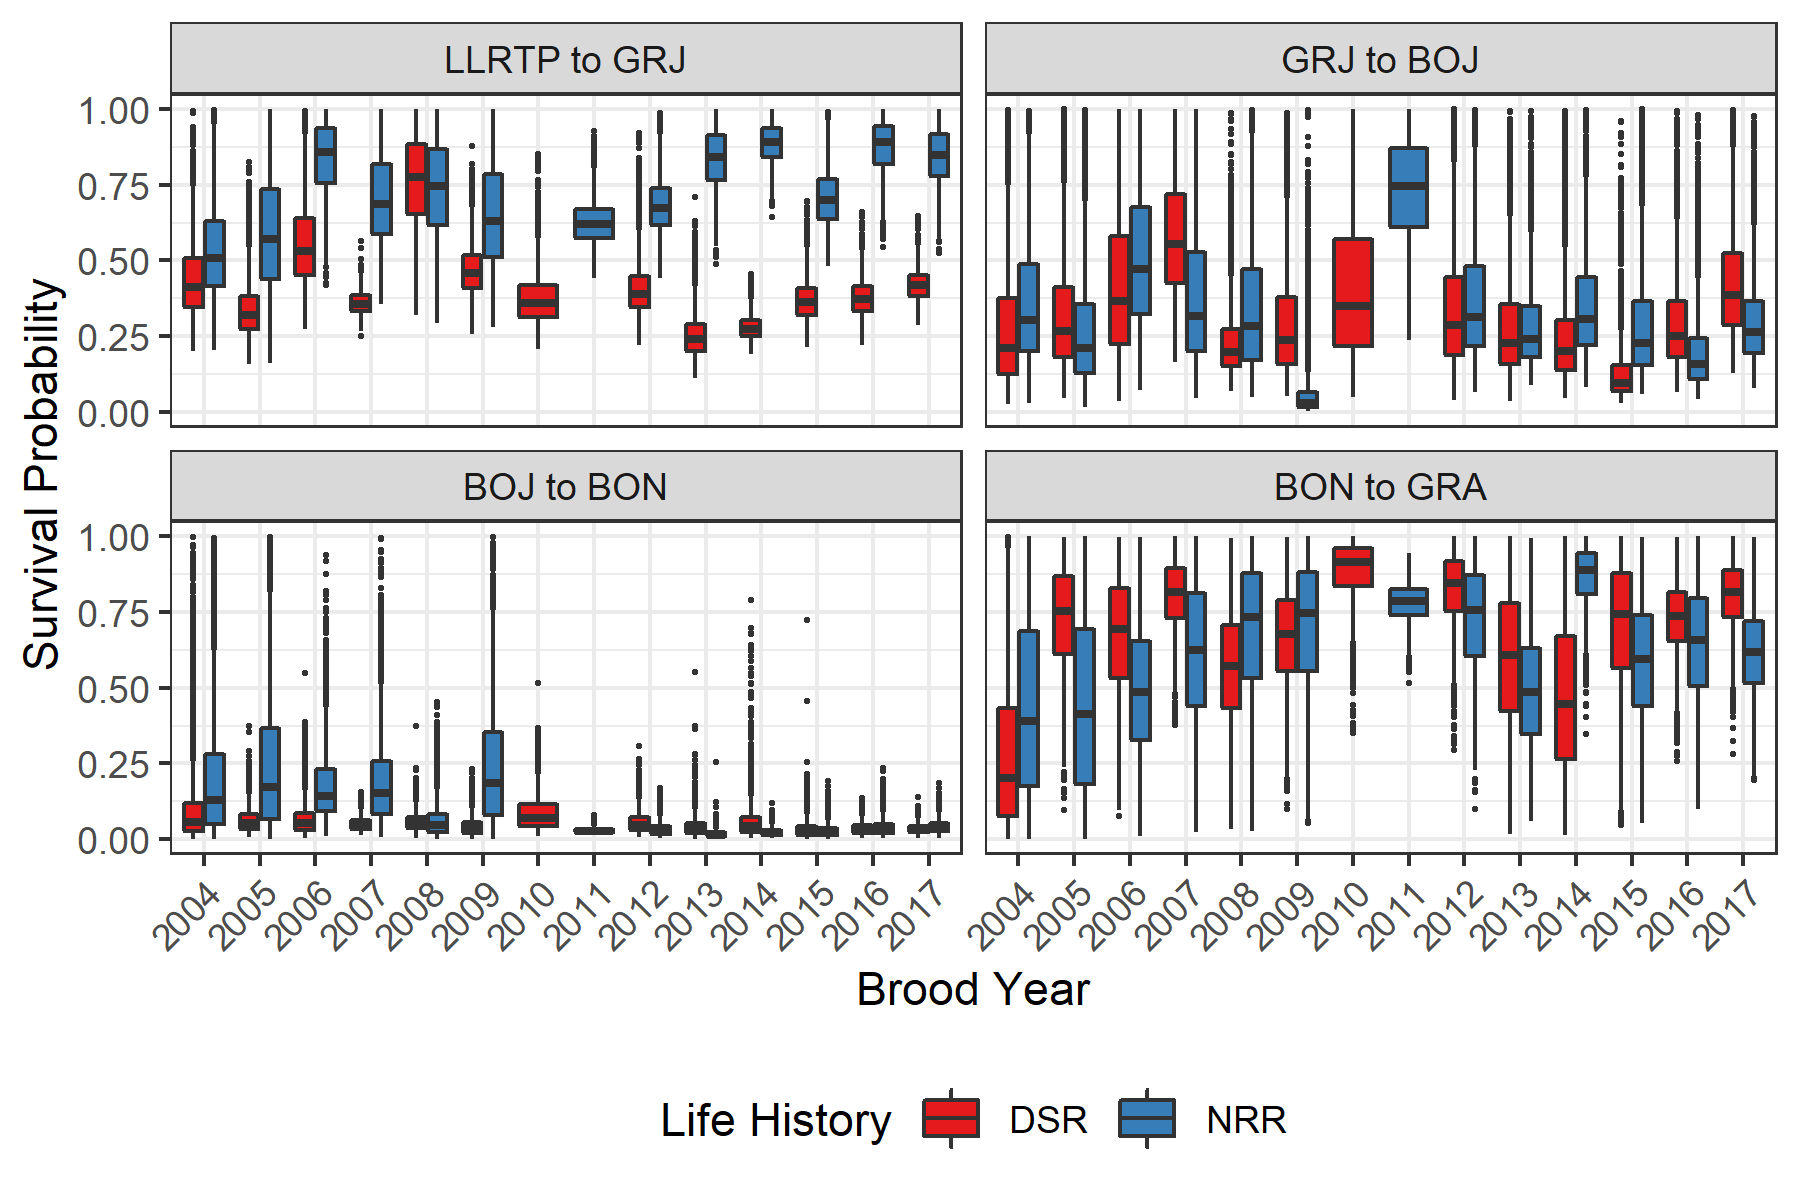 LLRTP to GRJ
GRJ to BOJ
1.00
0.75
0.50
0.25
0.00
BOJ to BON
BON to GRA
1.00
0.75
0.50
0.25
0.00
Survival Probability
2004 2005 2006 2007 2008 2009 2010 2011 2012 2013 2014 2015 2016 2017
2004 2005 2006 2007 2008 2009 2010 2011 2012 2013 2014 2015 2016 2017
Brood Year
Life History DSR NRR